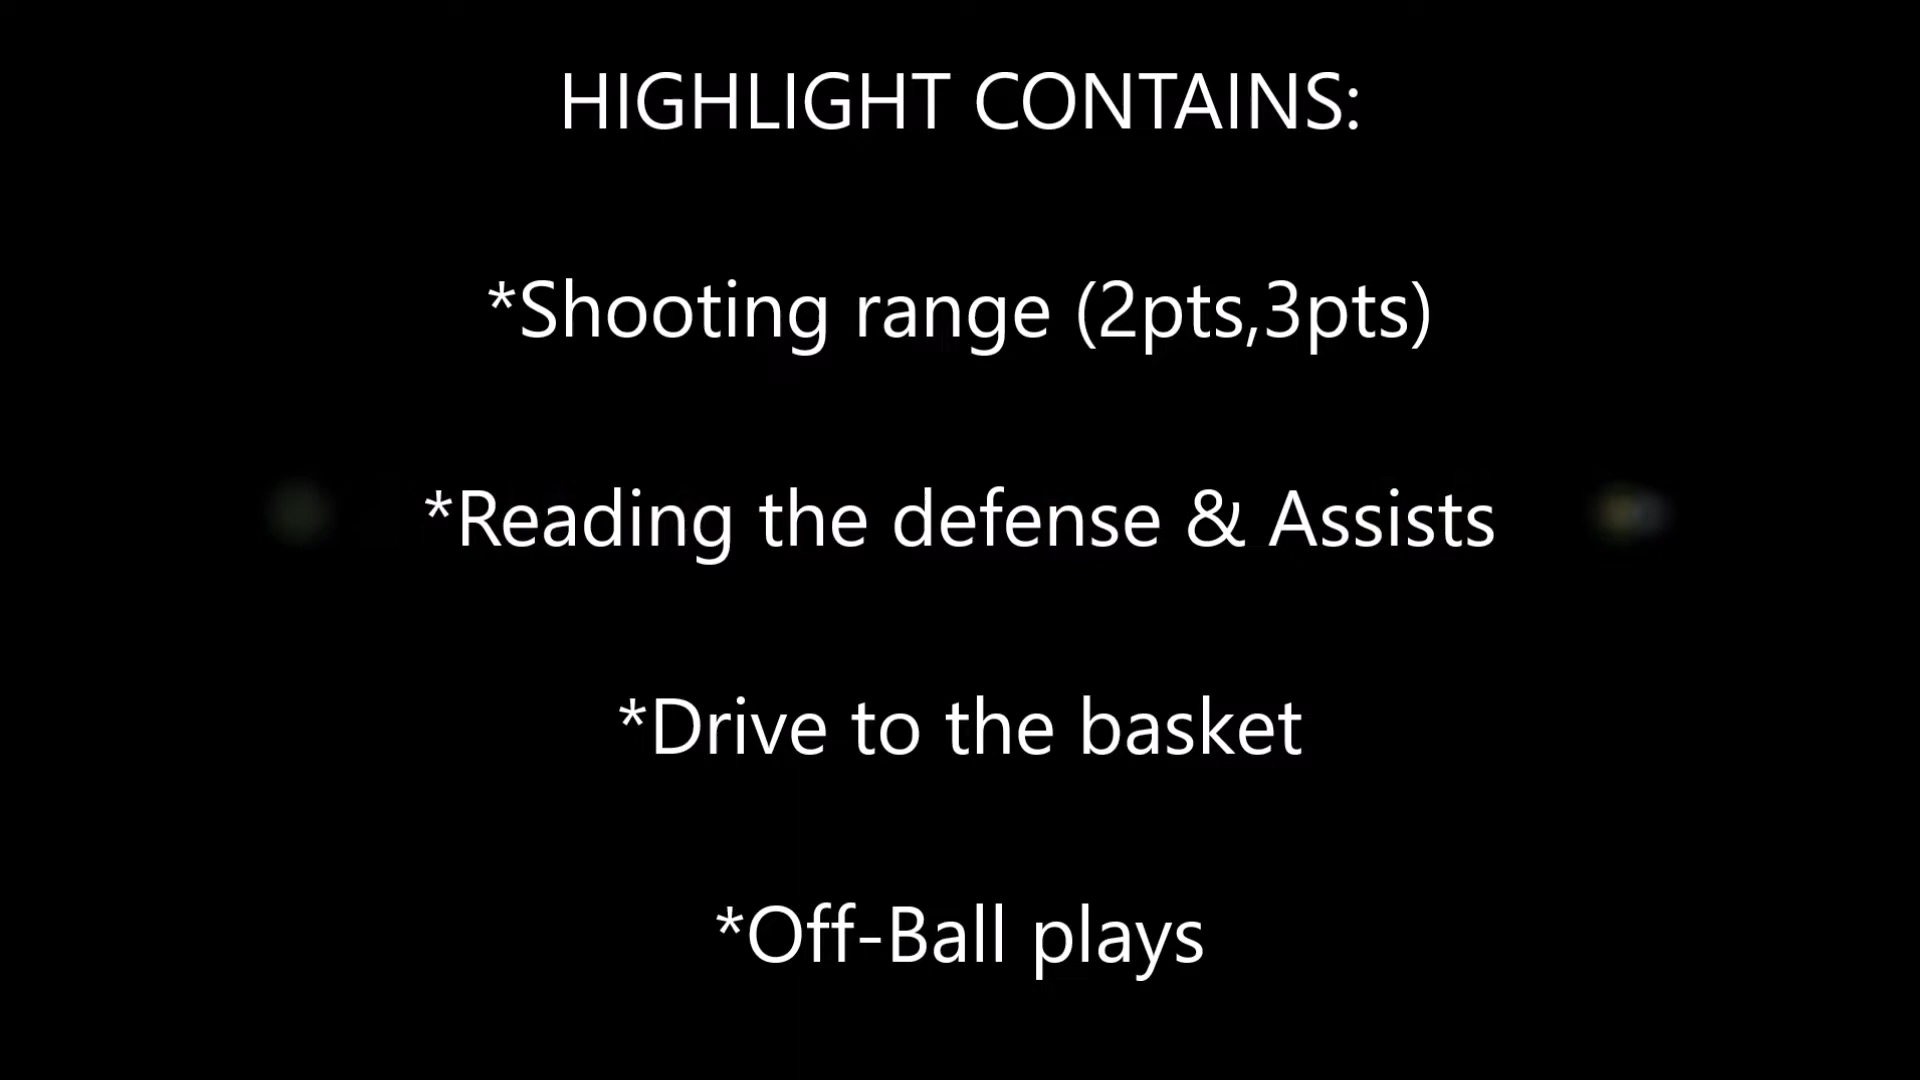 HIGHLIGHT CONTAINS:
*Shooting range (2pts,3pts)
*Reading the defense & Assists
*Drive to the basket
*Off-Ball plays